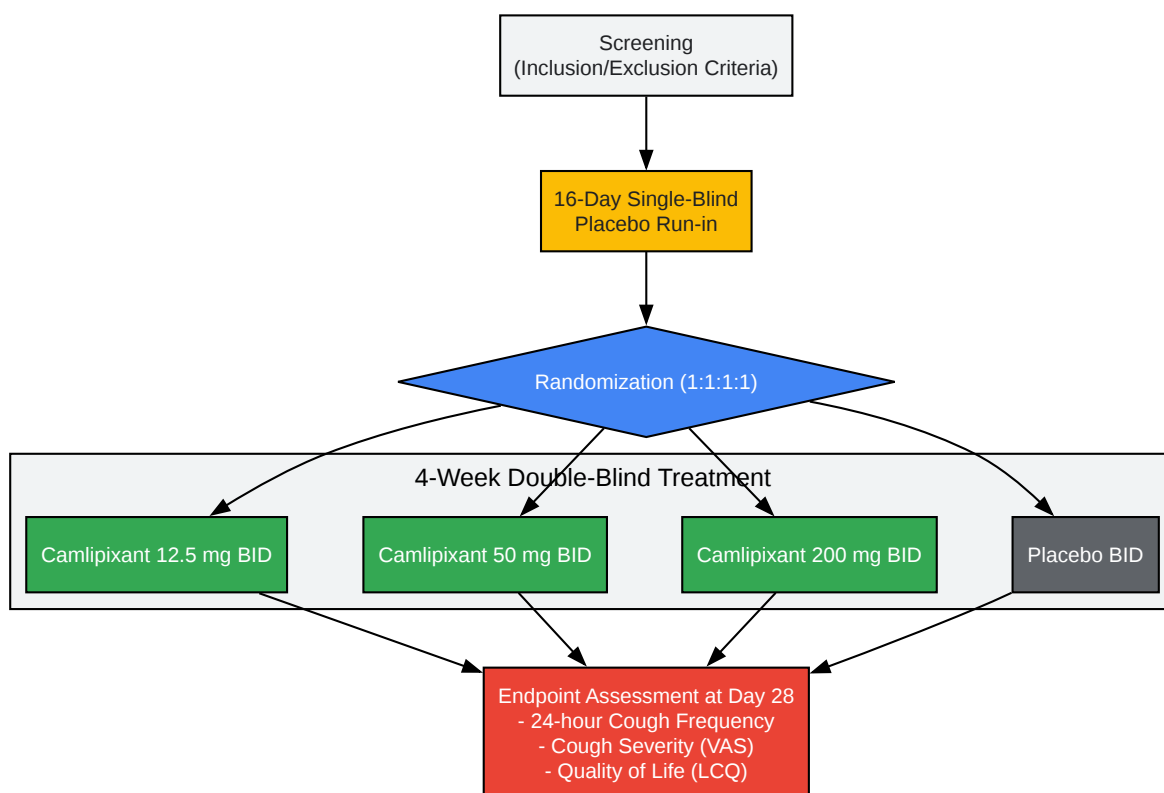 Screening
(Inclusion/Exclusion Criteria)
16-Day Single-Blind
Placebo Run-in
Randomization (1:1:1:1)
4-Week Double-Blind Treatment
Camlipixant 12.5 mg BID
Camlipixant 50 mg BID
Camlipixant 200 mg BID
Placebo BID
Endpoint Assessment at Day 28
- 24-hour Cough Frequency
- Cough Severity (VAS)
- Quality of Life (LCQ)